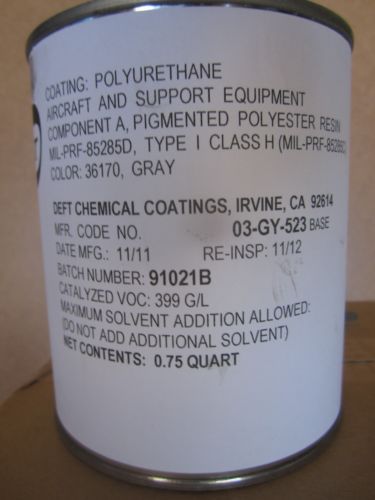 COATING: POLYURETHANE
AIRCRAFT AND SUPPORT EQUIPMENT
COMPONENT A, PIGMENTED POLYESTER RESIN
MIL-PRF-85285D, TYPE I CLASS H (MIL-PRF-85285C
COLOR: 36170, GRAY
DEFT CHEMICAL COATINGS, IRVINE, CA 92614
MFR. CODE NO. 03-GY-523 BASE
DATE MFG.: 11/11 RE-INSP: 11/12
BATCH NUMBER: 91021B
CATALYZED VOC: 399 G/L
MAXIMUM SOLVENT ADDITION ALLOWED:
(DO NOT ADD ADDITIONAL SOLVENT)
NET CONTENTS: 0.75 QUART